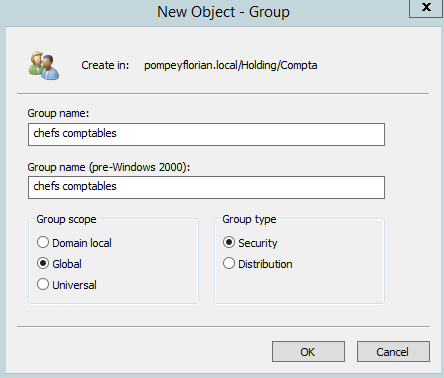 New Object - Group
x
Create in: pompeyflorian.local/Holding/Compta
Group name:
chefs comptables
Group name (pre-Windows 2000):
chefs comptables
Group scope
Domain local
Global
Universal
Group type
Security
Distribution
OK Cancel